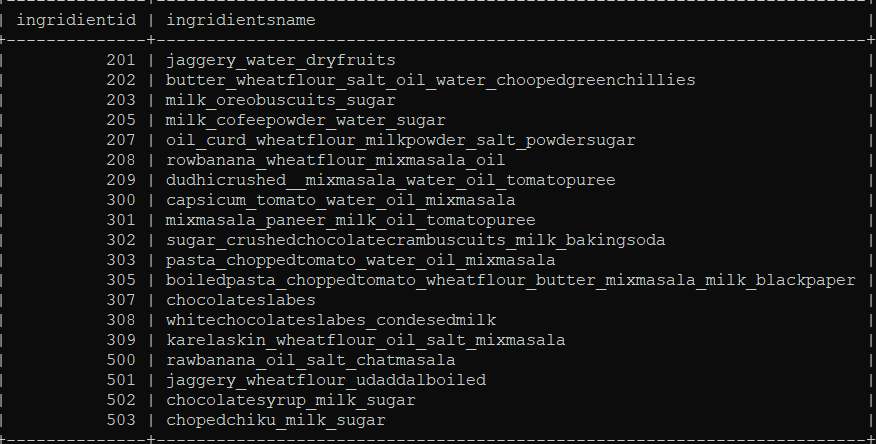 ingridientid | ingridientsname
201 | jaggery_water_dryfruits
202 | butter_wheatflour_salt_oil_water_choopedgreenchillies
203 | milk_oreobuscuits_sugar
205 | milk_cofeepowder_water_sugar
207 | oil_curd_wheatflour_milkpowder_salt_powdersugar
208 | rowbanana_wheatflour_mixmasala_oil
209 | dudhicrushed__mixmasala_water_oil_tomatopuree
300 | capsicum_tomato_water_oil_mixmasala
301 | mixmasala_paneer_milk_oil_tomatopuree
302 | sugar_crushedchocolatecrambuscuits_milk_bakingsoda
303 | pasta_choppedtomato_water_oil_mixmasala
305 | boiledpasta_choppedtomato_wheatflour_butter_mixmasala_milk_blackpaper
307 | chocolateslabes
308 | whitechocolateslabes_condesedmilk
309 | karelaskin_wheatflour_oil_salt_mixmasala
500 | rawbanana_oil_salt_chatmasala
501 | jaggery_wheatflour_udaddalboiled
502 | chocolatesyrup_milk_sugar
503 | chopedchiku_milk_sugar